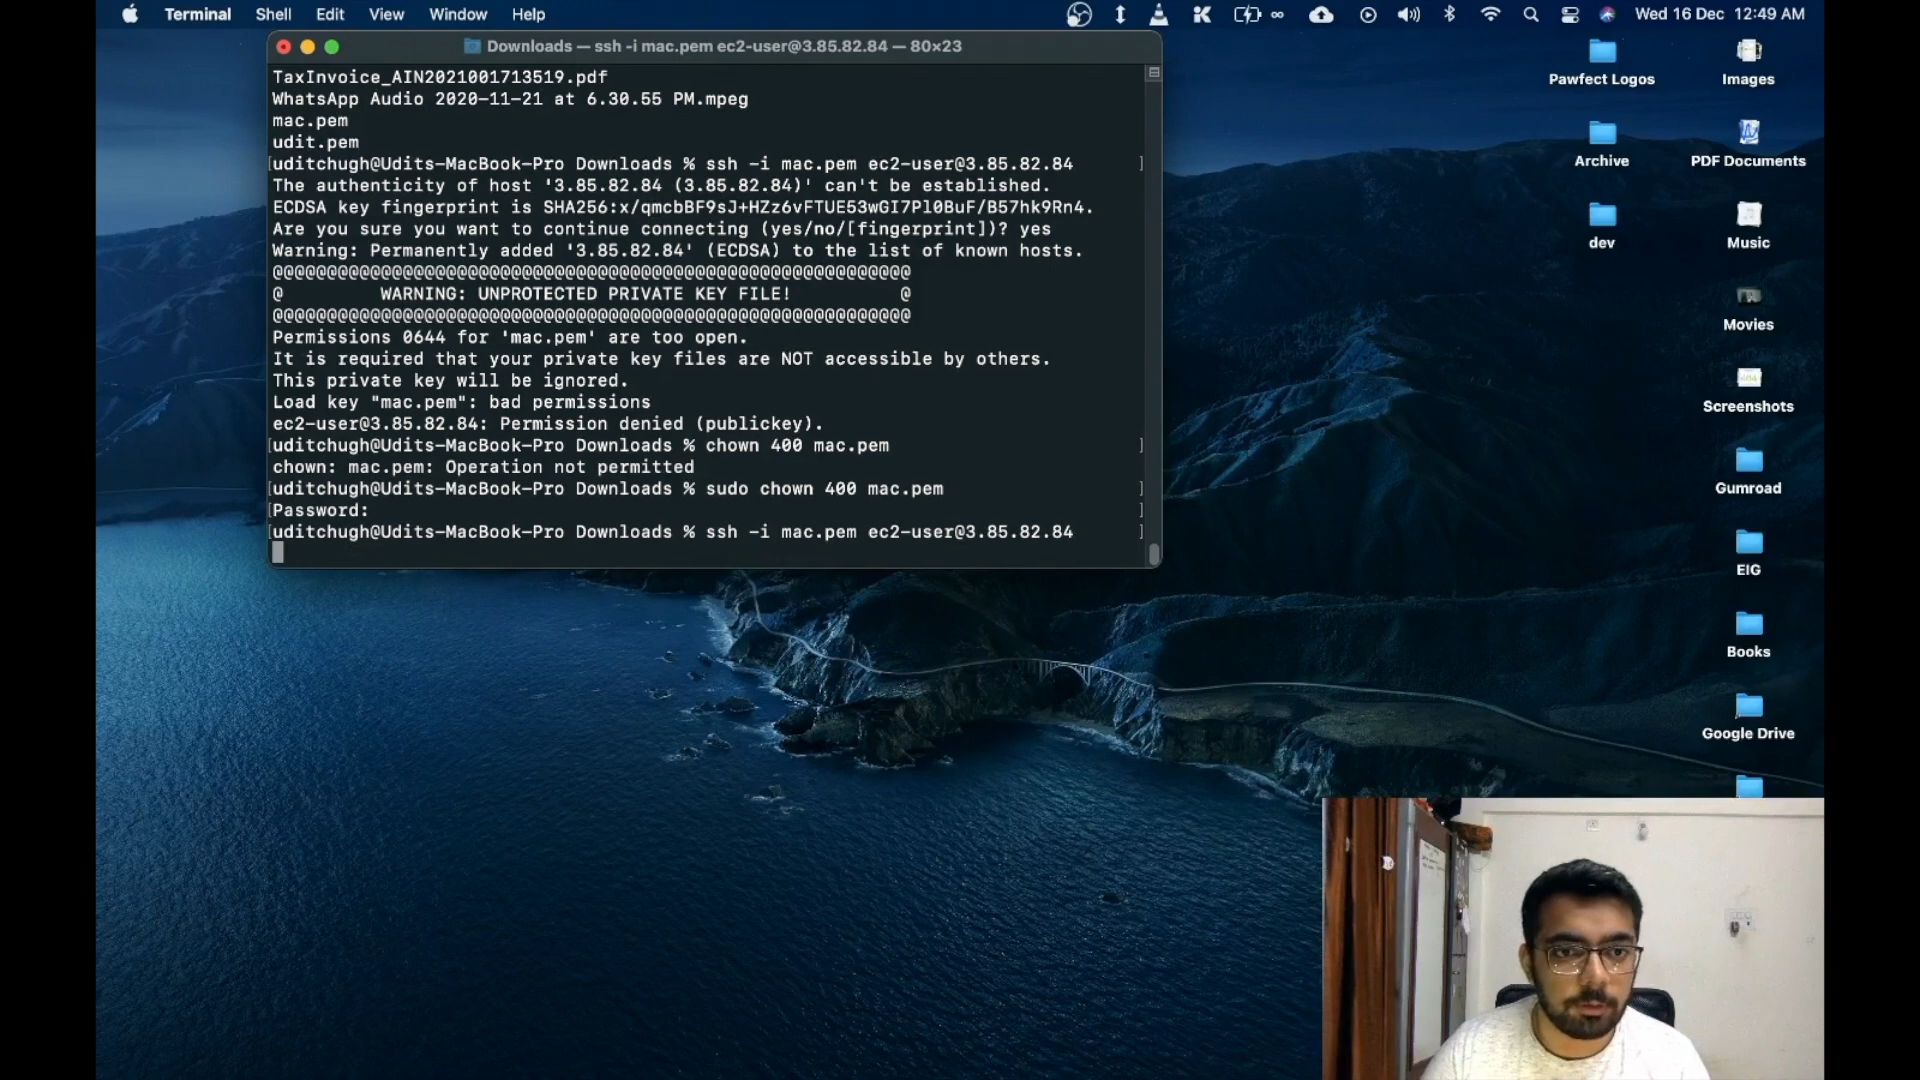 Terminal Shell Edit View Window Help Wed 16 Dec 12:49 AM
Downloads — ssh -i mac.pem ec2-user@3.85.82.84 — 80×23
TaxInvoice_AIN2021001713519.pdf
WhatsApp Audio 2020-11-21 at 6.30.55 PM.mpeg
mac.pem
udit.pem
[uditchugh@Udits-MacBook-Pro Downloads % ssh -i mac.pem ec2-user@3.85.82.84 ]
The authenticity of host '3.85.82.84 (3.85.82.84)' can't be established.
ECDSA key fingerprint is SHA256:x/qmcbBF9sJ+HZz6vFTUE53wGI7Pl0BuF/B57hk9Rn4.
Are you sure you want to continue connecting (yes/no/[fingerprint])? yes
Warning: Permanently added '3.85.82.84' (ECDSA) to the list of known hosts.
@@@@@@@@@@@@@@@@@@@@@@@@@@@@@@@@@@@@@@@@@@@@@@@@@@@@@@@@@@@
@         WARNING: UNPROTECTED PRIVATE KEY FILE!          @
@@@@@@@@@@@@@@@@@@@@@@@@@@@@@@@@@@@@@@@@@@@@@@@@@@@@@@@@@@@
Permissions 0644 for 'mac.pem' are too open.
It is required that your private key files are NOT accessible by others.
This private key will be ignored.
Load key "mac.pem": bad permissions
ec2-user@3.85.82.84: Permission denied (publickey).
[uditchugh@Udits-MacBook-Pro Downloads % chown 400 mac.pem ]
chown: mac.pem: Operation not permitted
[uditchugh@Udits-MacBook-Pro Downloads % sudo chown 400 mac.pem ]
[Password: ]
[uditchugh@Udits-MacBook-Pro Downloads % ssh -i mac.pem ec2-user@3.85.82.84 ]
Pawfect Logos
Images
Archive
PDF Documents
dev
Music
Movies
Screenshots
Gumroad
EIG
Books
Google Drive